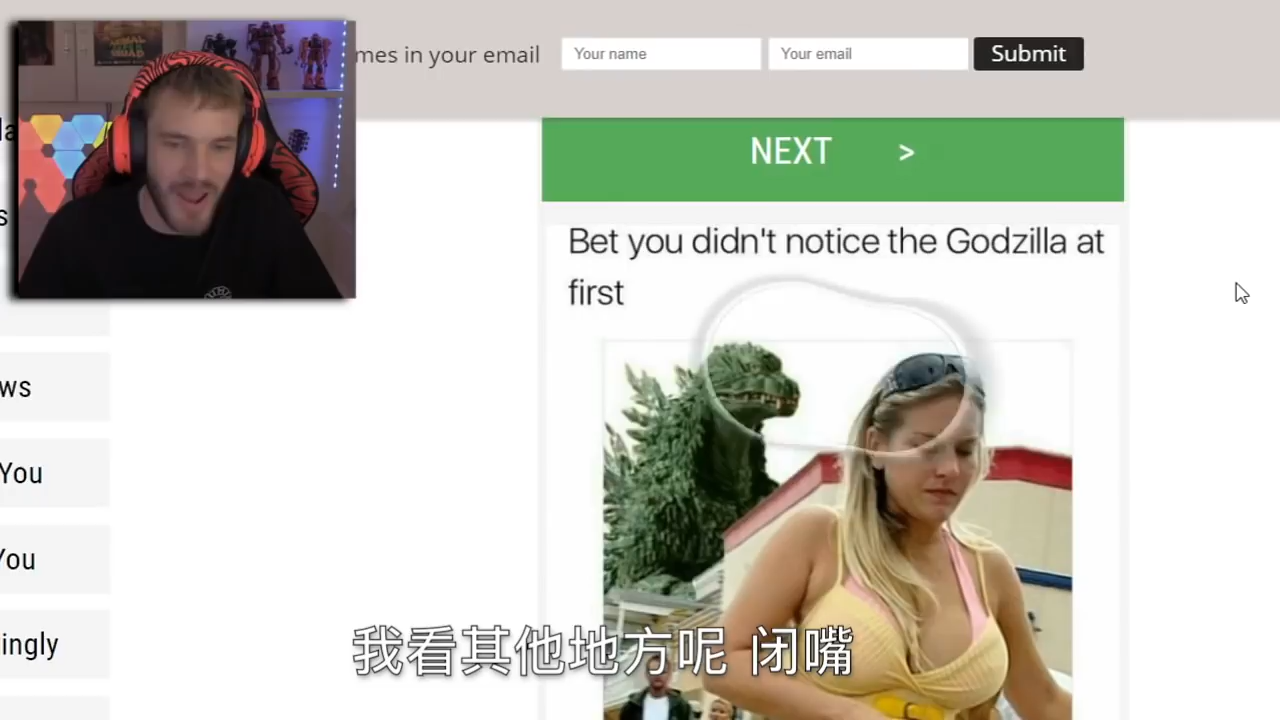 mes in your email
Your name
Your email
Submit
NEXT >
Bet you didn't notice the Godzilla at
first
ws
You
You
ingly
我看其他地方呢 闭嘴